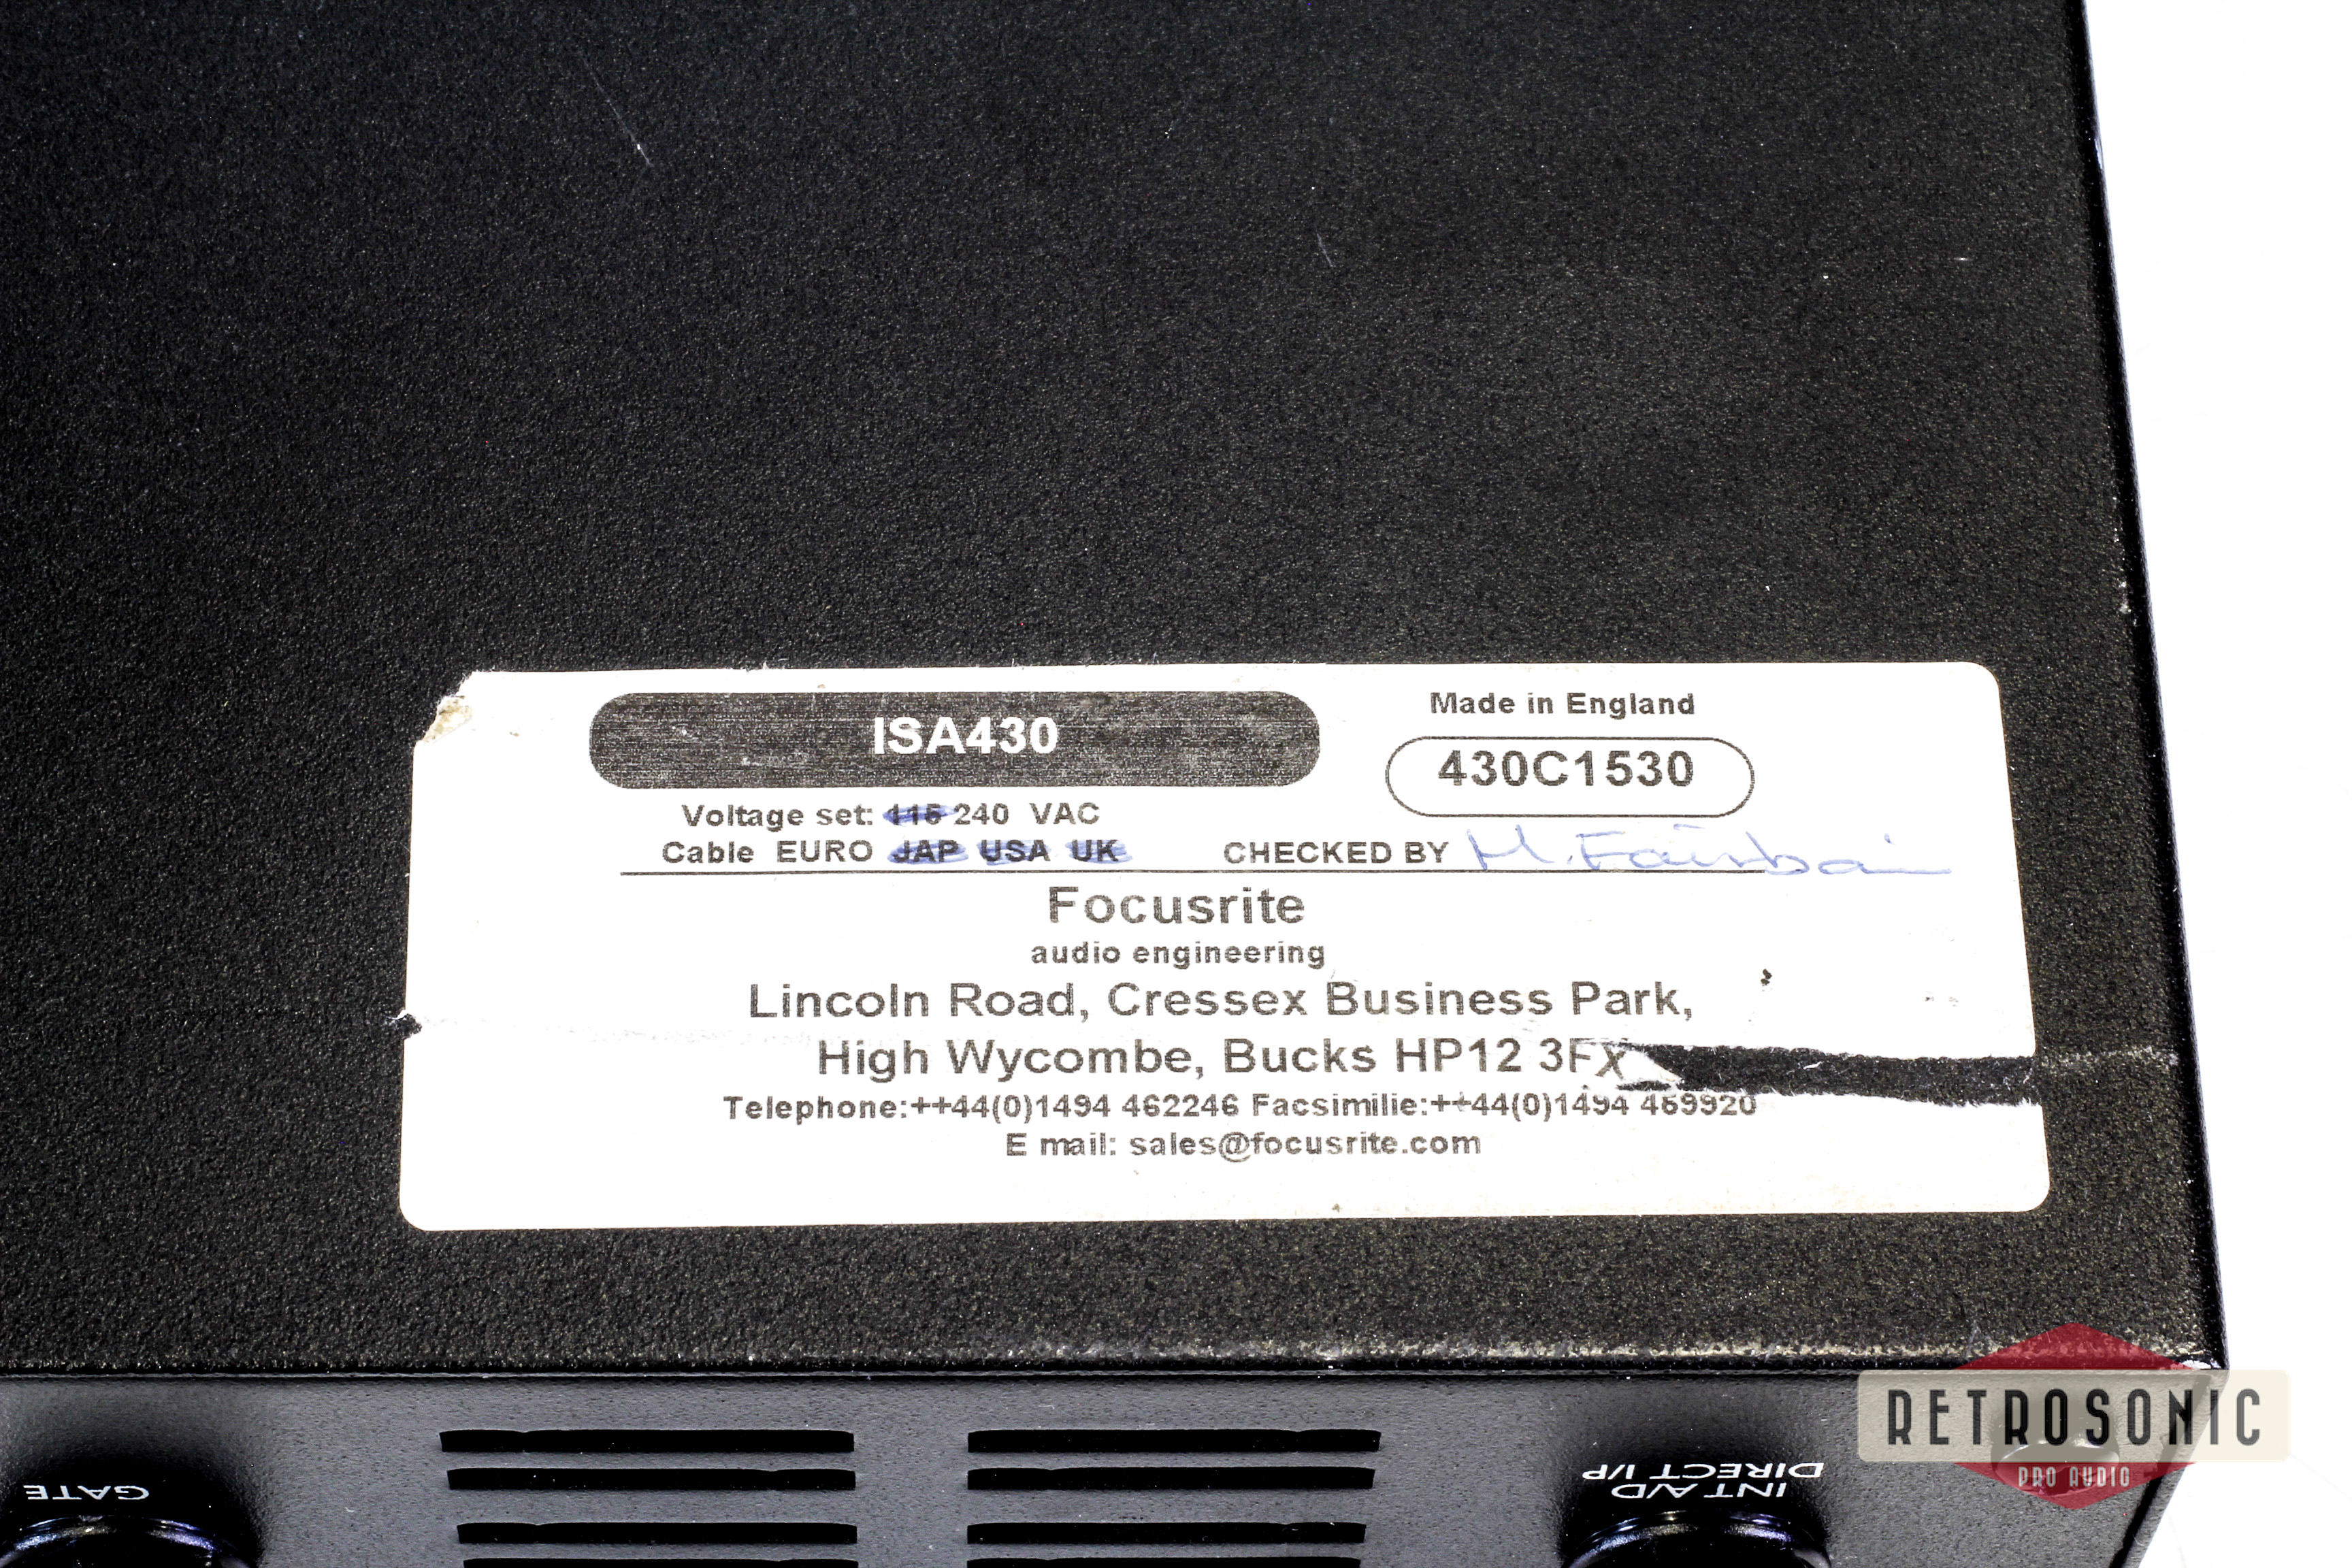 ISA430
Made in England
430C1530
Voltage set: 115 240 VAC
Cable EURO JAP USA UK
CHECKED BY
Focusrite
audio engineering
Lincoln Road, Cressex Business Park,
High Wycombe, Bucks HP12 3FX
Telephone:++44(0)1494 462246 Facsimilie:++44(0)1494 459920
E mail: sales@focusrite.com
GATE
INT A/D
DIRECT I/P
RETROSONIC
PRO AUDIO